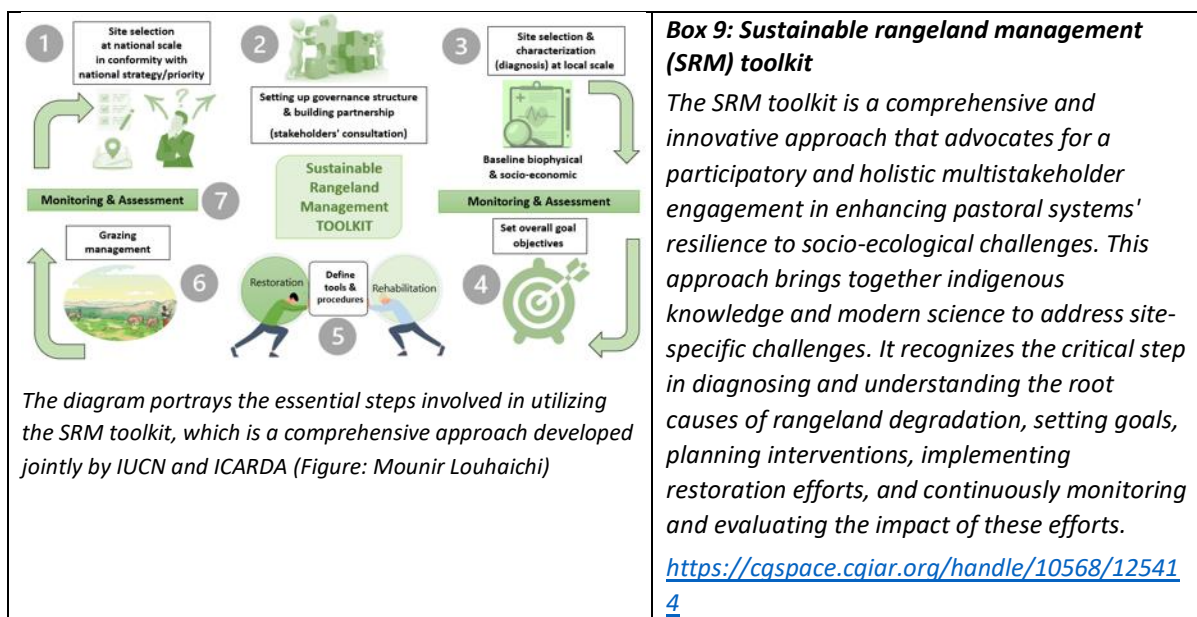 1
Site selection
at national scale
in conformity with
national strategy/priority
2
Setting up governance structure
& building partnership
(stakeholders' consultation)
3
Site selection &
characterization
(diagnosis) at local scale
Baseline biophysical
& socio-economic
Sustainable
Rangeland
Management
TOOLKIT
Monitoring & Assessment
7
Monitoring & Assessment
Grazing
management
6
Restoration
Define
tools &
procedures
Rehabilitation
5
Set overall goal
objectives
4
The diagram portrays the essential steps involved in utilizing
the SRM toolkit, which is a comprehensive approach developed
jointly by IUCN and ICARDA (Figure: Mounir Louhaichi)
Box 9: Sustainable rangeland management
(SRM) toolkit
The SRM toolkit is a comprehensive and
innovative approach that advocates for a
participatory and holistic multistakeholder
engagement in enhancing pastoral systems'
resilience to socio-ecological challenges. This
approach brings together indigenous
knowledge and modern science to address site-
specific challenges. It recognizes the critical step
in diagnosing and understanding the root
causes of rangeland degradation, setting goals,
planning interventions, implementing
restoration efforts, and continuously monitoring
and evaluating the impact of these efforts.
https://cgspace.cgiar.org/handle/10568/12541
4